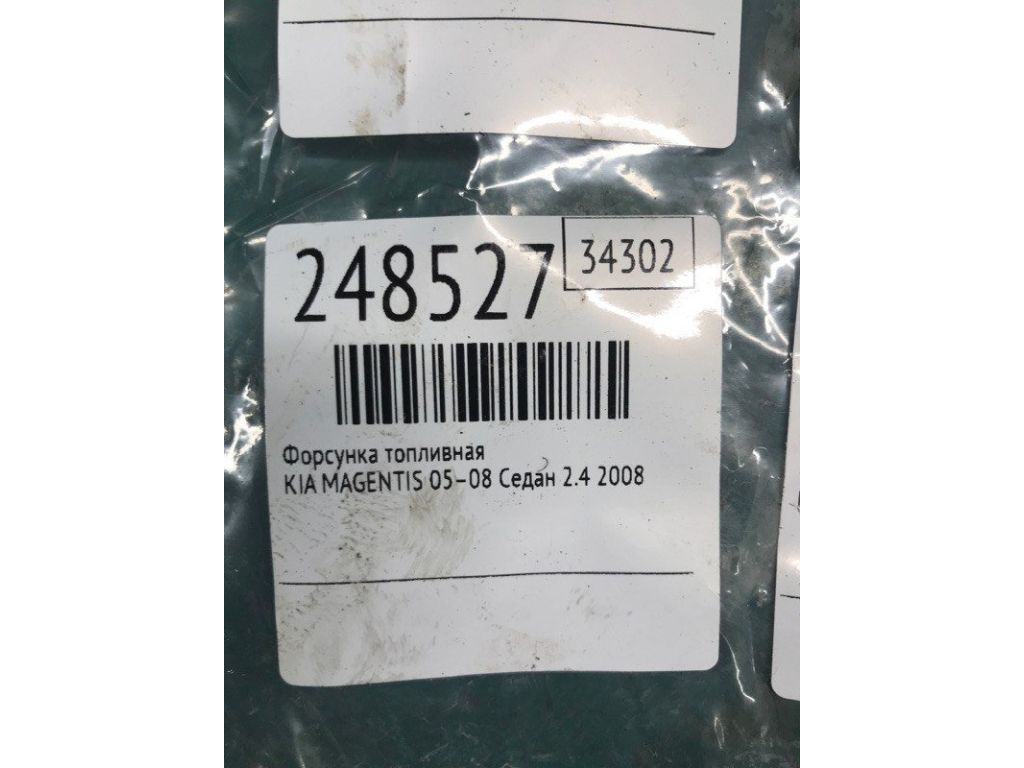 248527
34302
Форсунка топливная
KIA MAGENTIS 05-08 Седан 2.4 2008